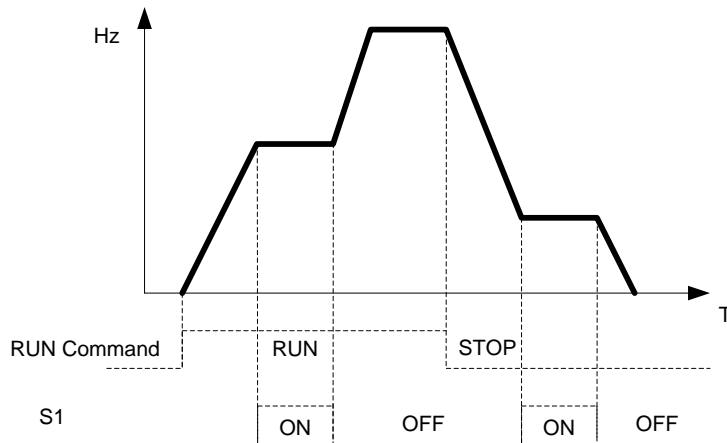 Hz
T
RUN Command RUN STOP
S1 ON OFF ON OFF